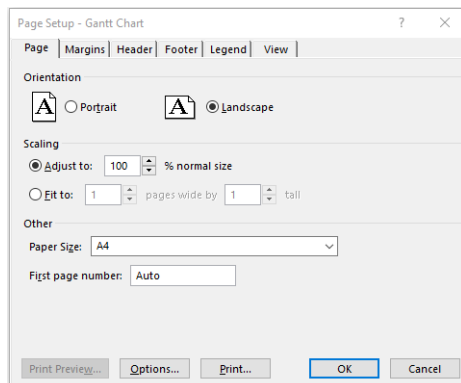 Page Setup - Gantt Chart ?
Page Margins Header Footer Legend View
Orientation
A Portrait A Landscape
Scaling
Adjust to: 100 % normal size
Fit to: 1 pages wide by 1 tall
Other
Paper Size: A4
First page number: Auto
Print Preview... Options... Print... OK Cancel